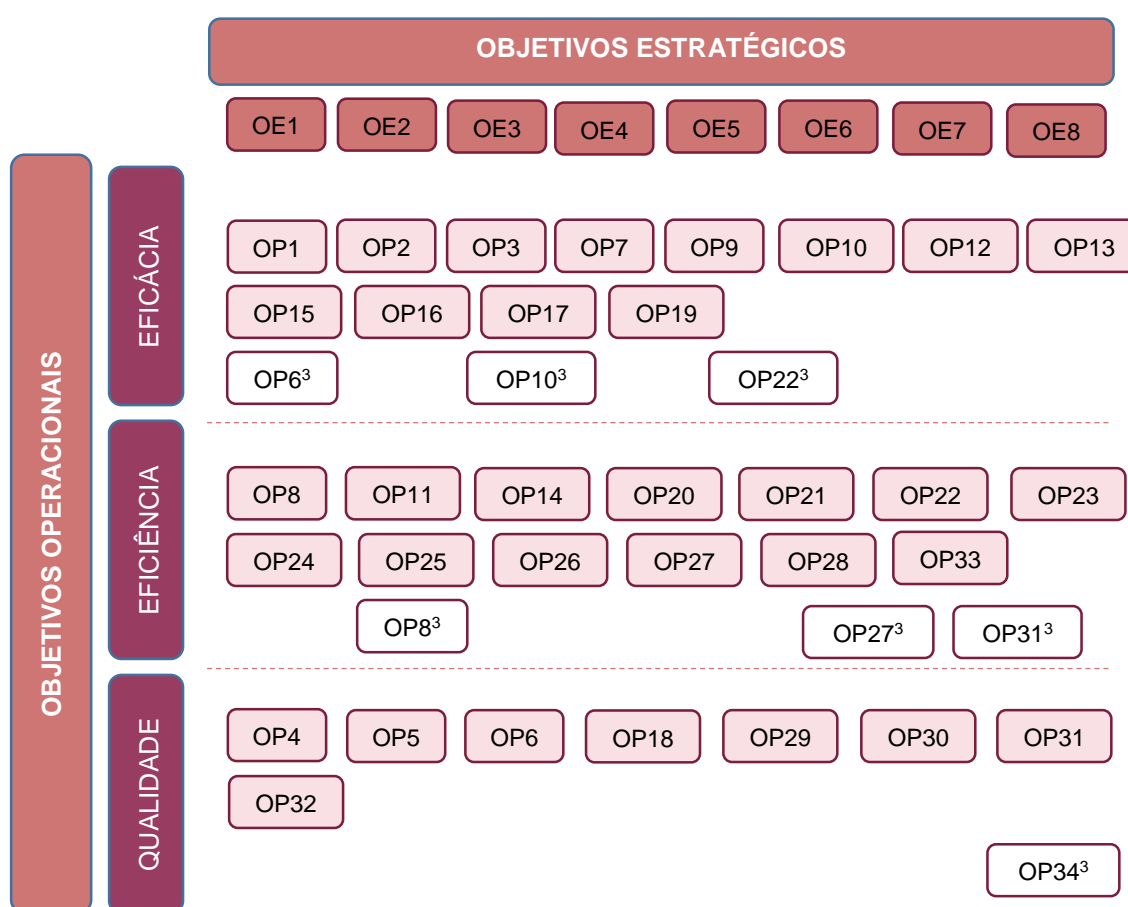 OBJETIVOS ESTRATÉGICOS
OE1 OE2 OE3 OE4 OE5 OE6 OE7 OE8
OBJETIVOS OPERACIONAIS
EFICÁCIA
OP1 OP2 OP3 OP7 OP9 OP10 OP12 OP13
OP15 OP16 OP17 OP19
OP6³ OP10³ OP22³
EFICIÊNCIA
OP8 OP11 OP14 OP20 OP21 OP22 OP23
OP24 OP25 OP26 OP27 OP28 OP33
OP8³ OP27³ OP31³
QUALIDADE
OP4 OP5 OP6 OP18 OP29 OP30 OP31
OP32
OP34³